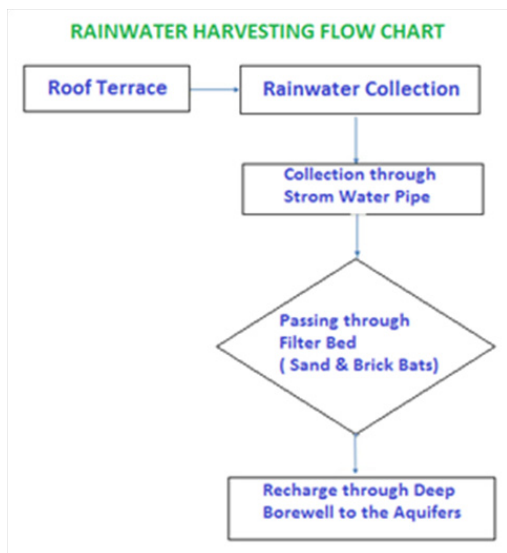 RAINWATER HARVESTING FLOW CHART
Roof Terrace
Rainwater Collection
Collection through
Strom Water Pipe
Passing through
Filter Bed
( Sand & Brick Bats)
Recharge through Deep
Borewell to the Aquifers